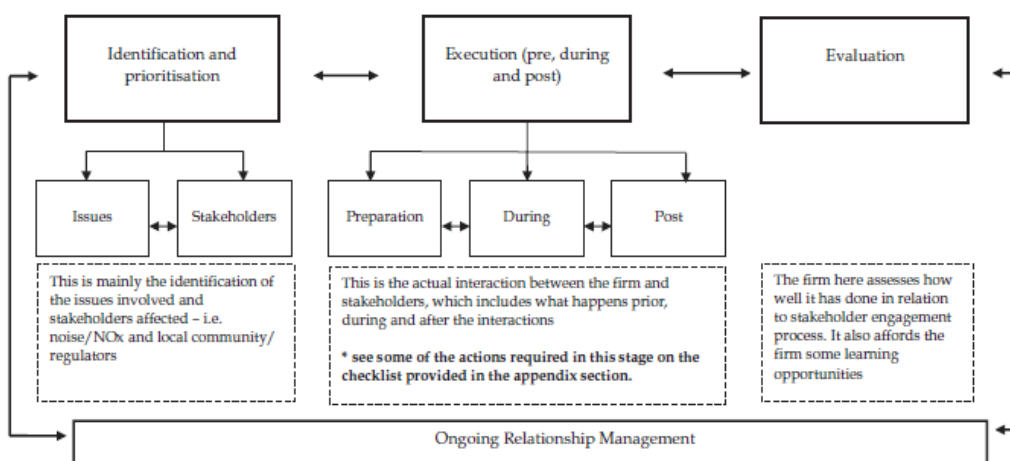 Identification and
prioritisation
Execution (pre, during
and post)
Evaluation
Issues
Stakeholders
Preparation
During
Post
This is mainly the identification of
the issues involved and
stakeholders affected – i.e.
noise/NOx and local community/
regulators
This is the actual interaction between the firm and
stakeholders, which includes what happens prior,
during and after the interactions
* see some of the actions required in this stage on the
checklist provided in the appendix section.
The firm here assesses how
well it has done in relation
to stakeholder engagement
process. It also affords the
firm some learning
opportunities
Ongoing Relationship Management